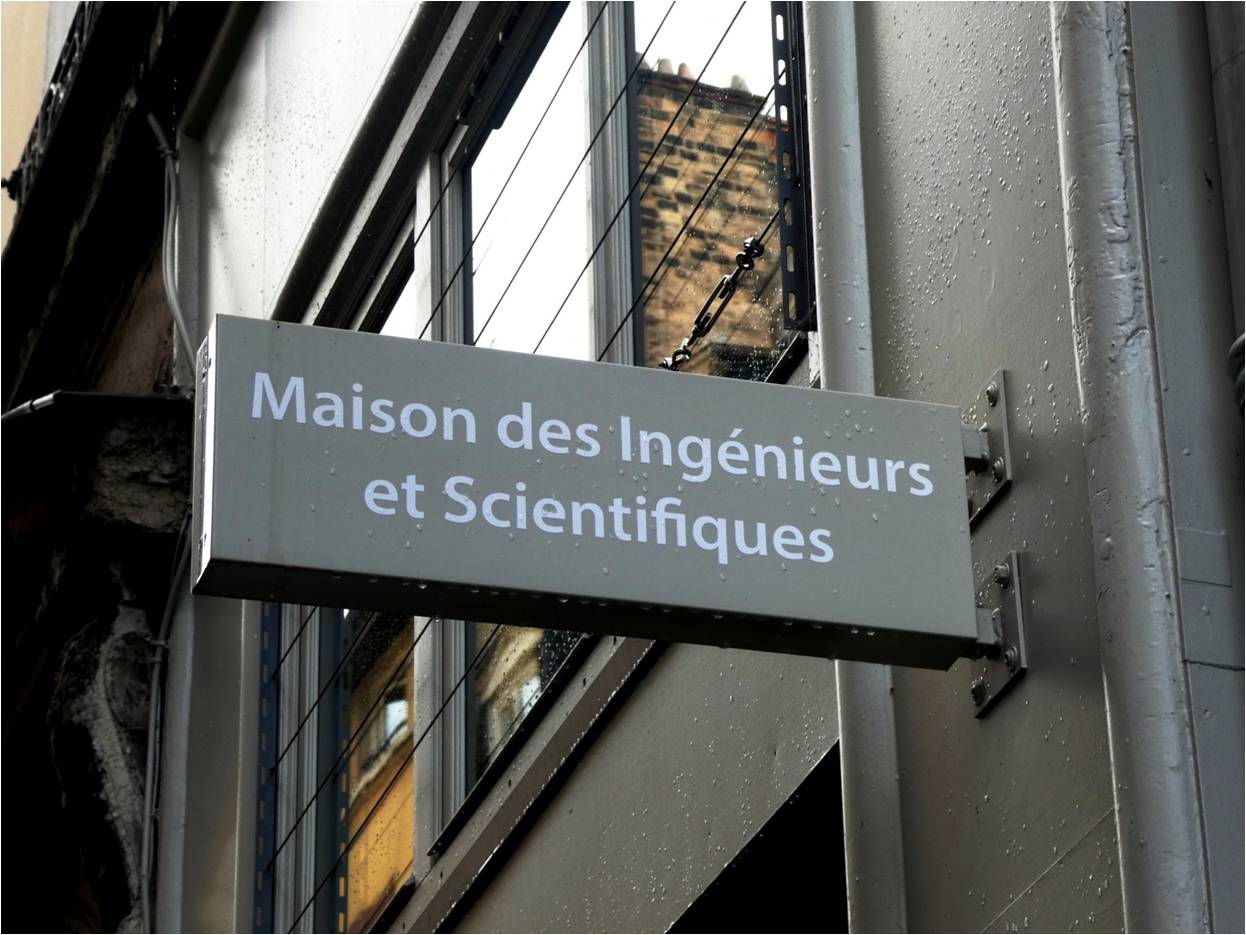 Maison des Ingénieurs
et Scientifiques